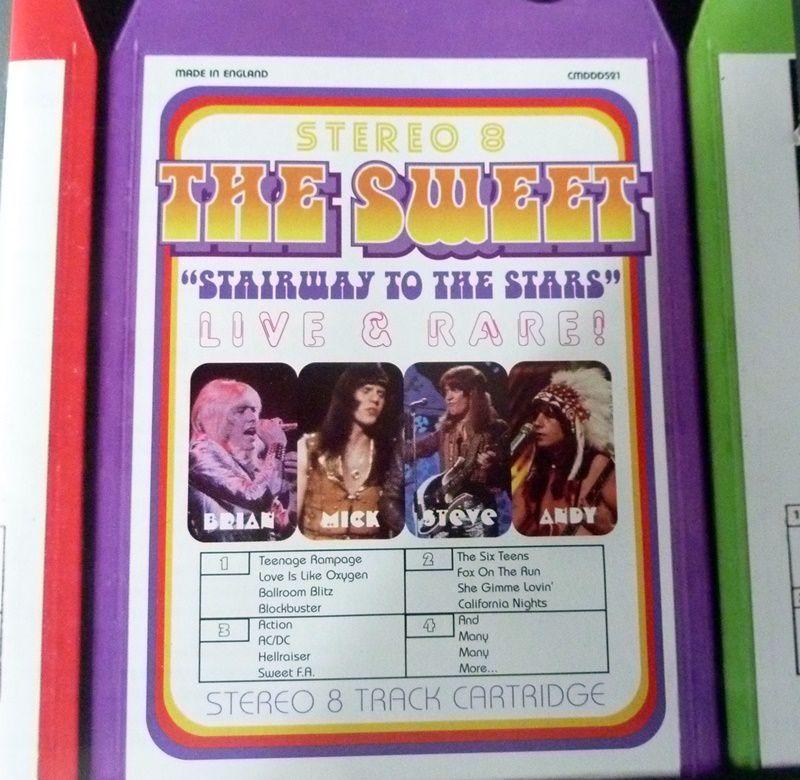 MADE IN ENGLAND
CMDDD521
STEREO 8
THE SWEET
"STAIRWAY TO THE STARS"
LIVE & RARE!
BRIAN
MICK
STEVE
ANDY
1
Teenage Rampage
Love Is Like Oxygen
Ballroom Blitz
Blockbuster
2
The Six Teens
Fox On The Run
She Gimme Lovin'
California Nights
3
Action
AC/DC
Hellraiser
Sweet F.A.
4
And
Many
Many
More...
STEREO 8 TRACK CARTRIDGE
1